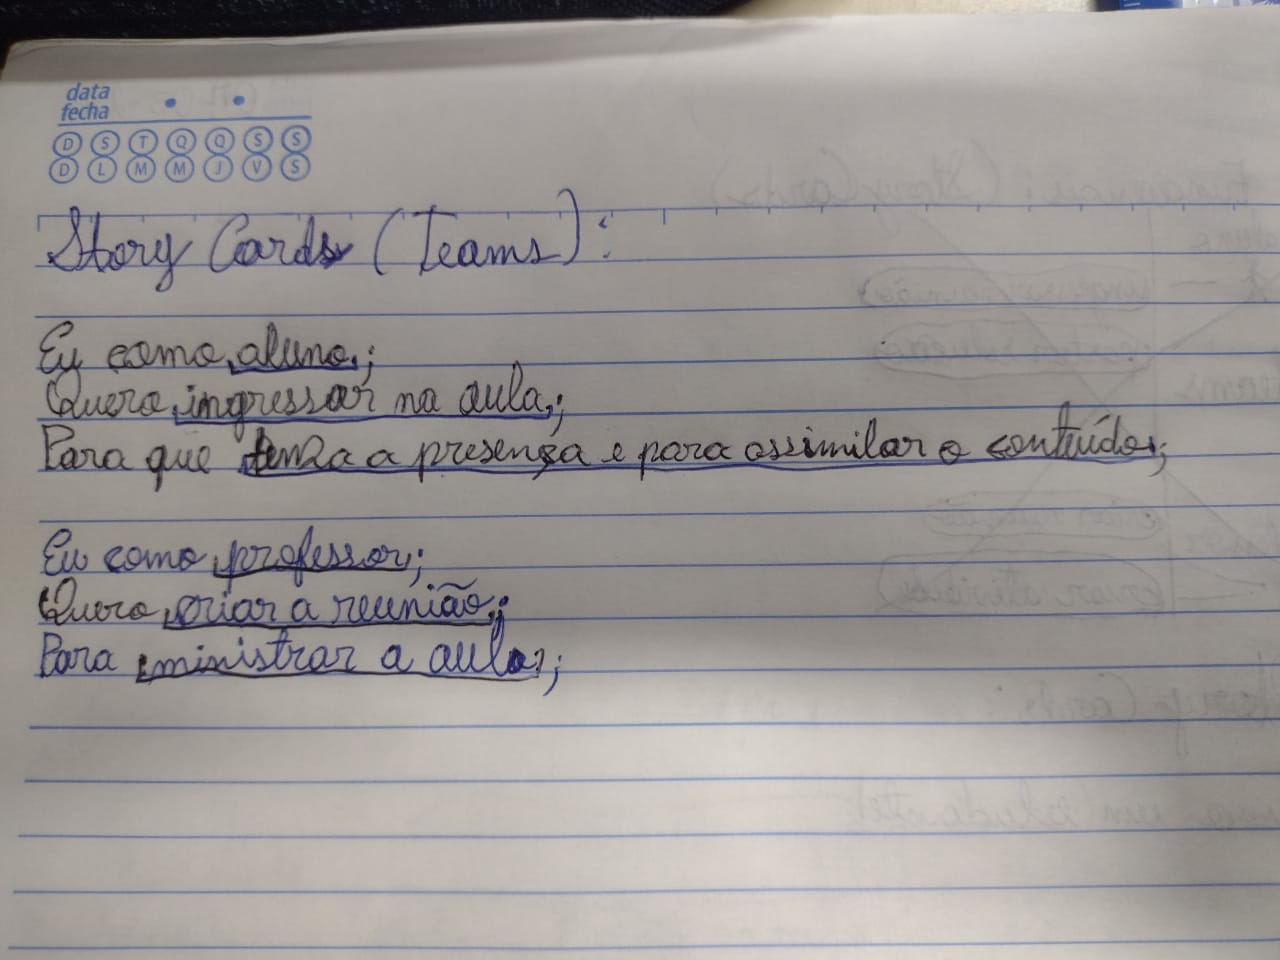 data
fecha
D S T Q Q S S
D L M M J V S
Story Cards (Teams):
Eu como aluno;
Quero ingressar na aula;
Para que tenha a presença e para assimilar o conteúdo;
Eu como professor;
Quero criar a reunião;
Para ministrar a aula;